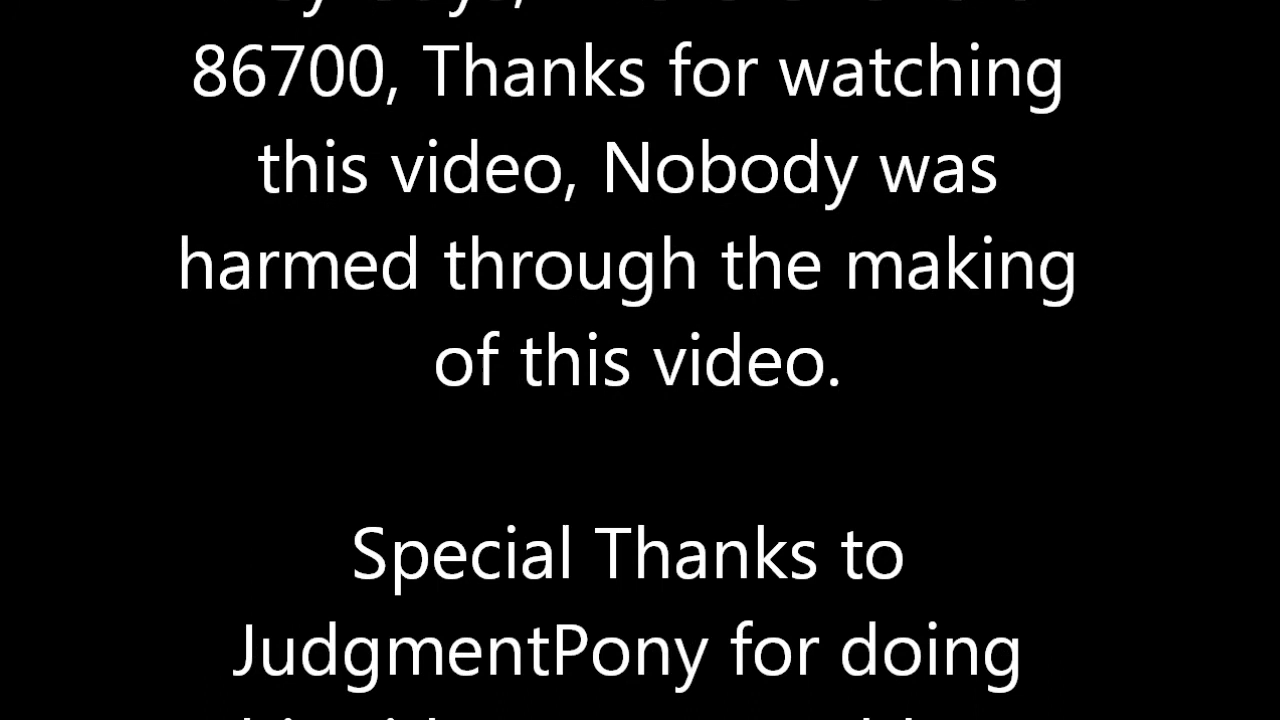 86700, Thanks for watching
this video, Nobody was
harmed through the making
of this video.
Special Thanks to
JudgmentPony for doing